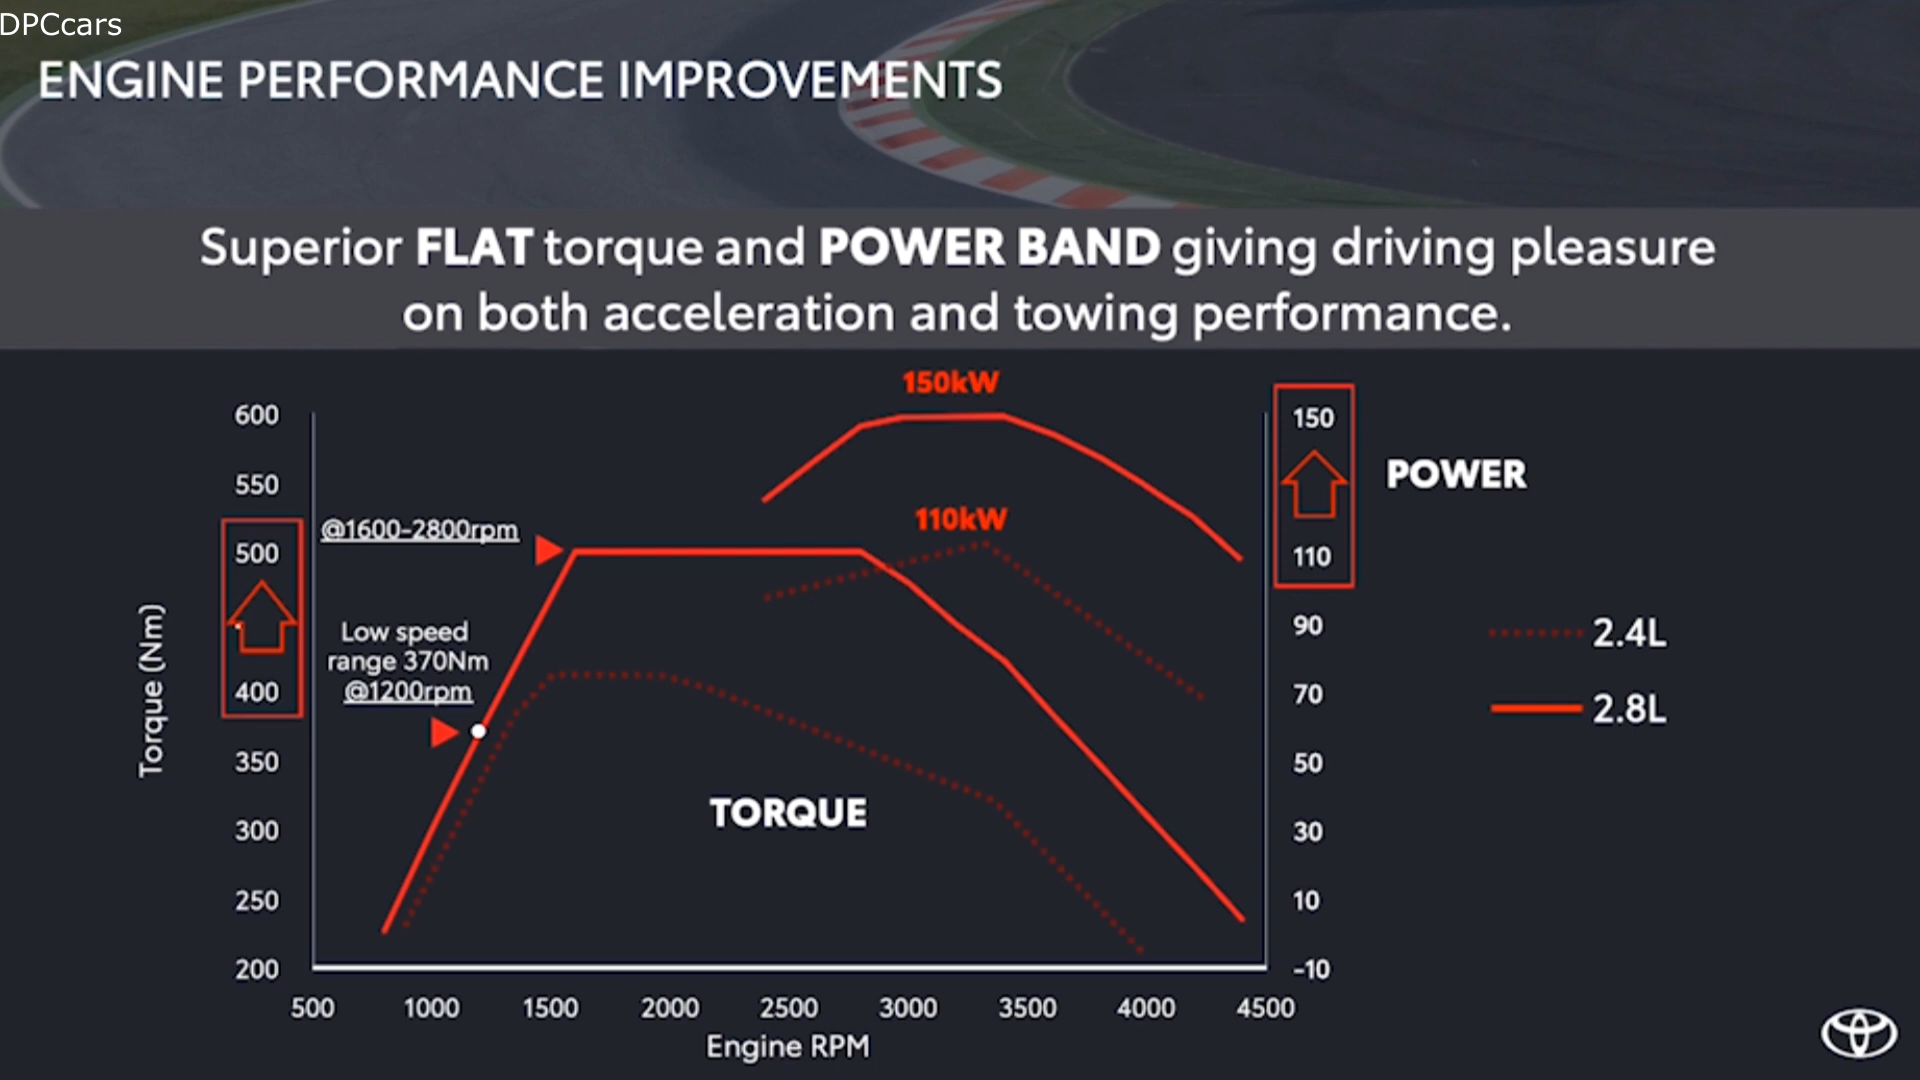 DPCcars
ENGINE PERFORMANCE IMPROVEMENTS
Superior FLAT torque and POWER BAND giving driving pleasure
on both acceleration and towing performance.
150kW
110kW
600
550
500
400
350
300
250
200
Torque (Nm)
@1600-2800rpm
Low speed
range 370Nm
@1200rpm
TORQUE
150
110
90
70
50
30
10
-10
POWER
2.4L
2.8L
500 1000 1500 2000 2500 3000 3500 4000 4500
Engine RPM